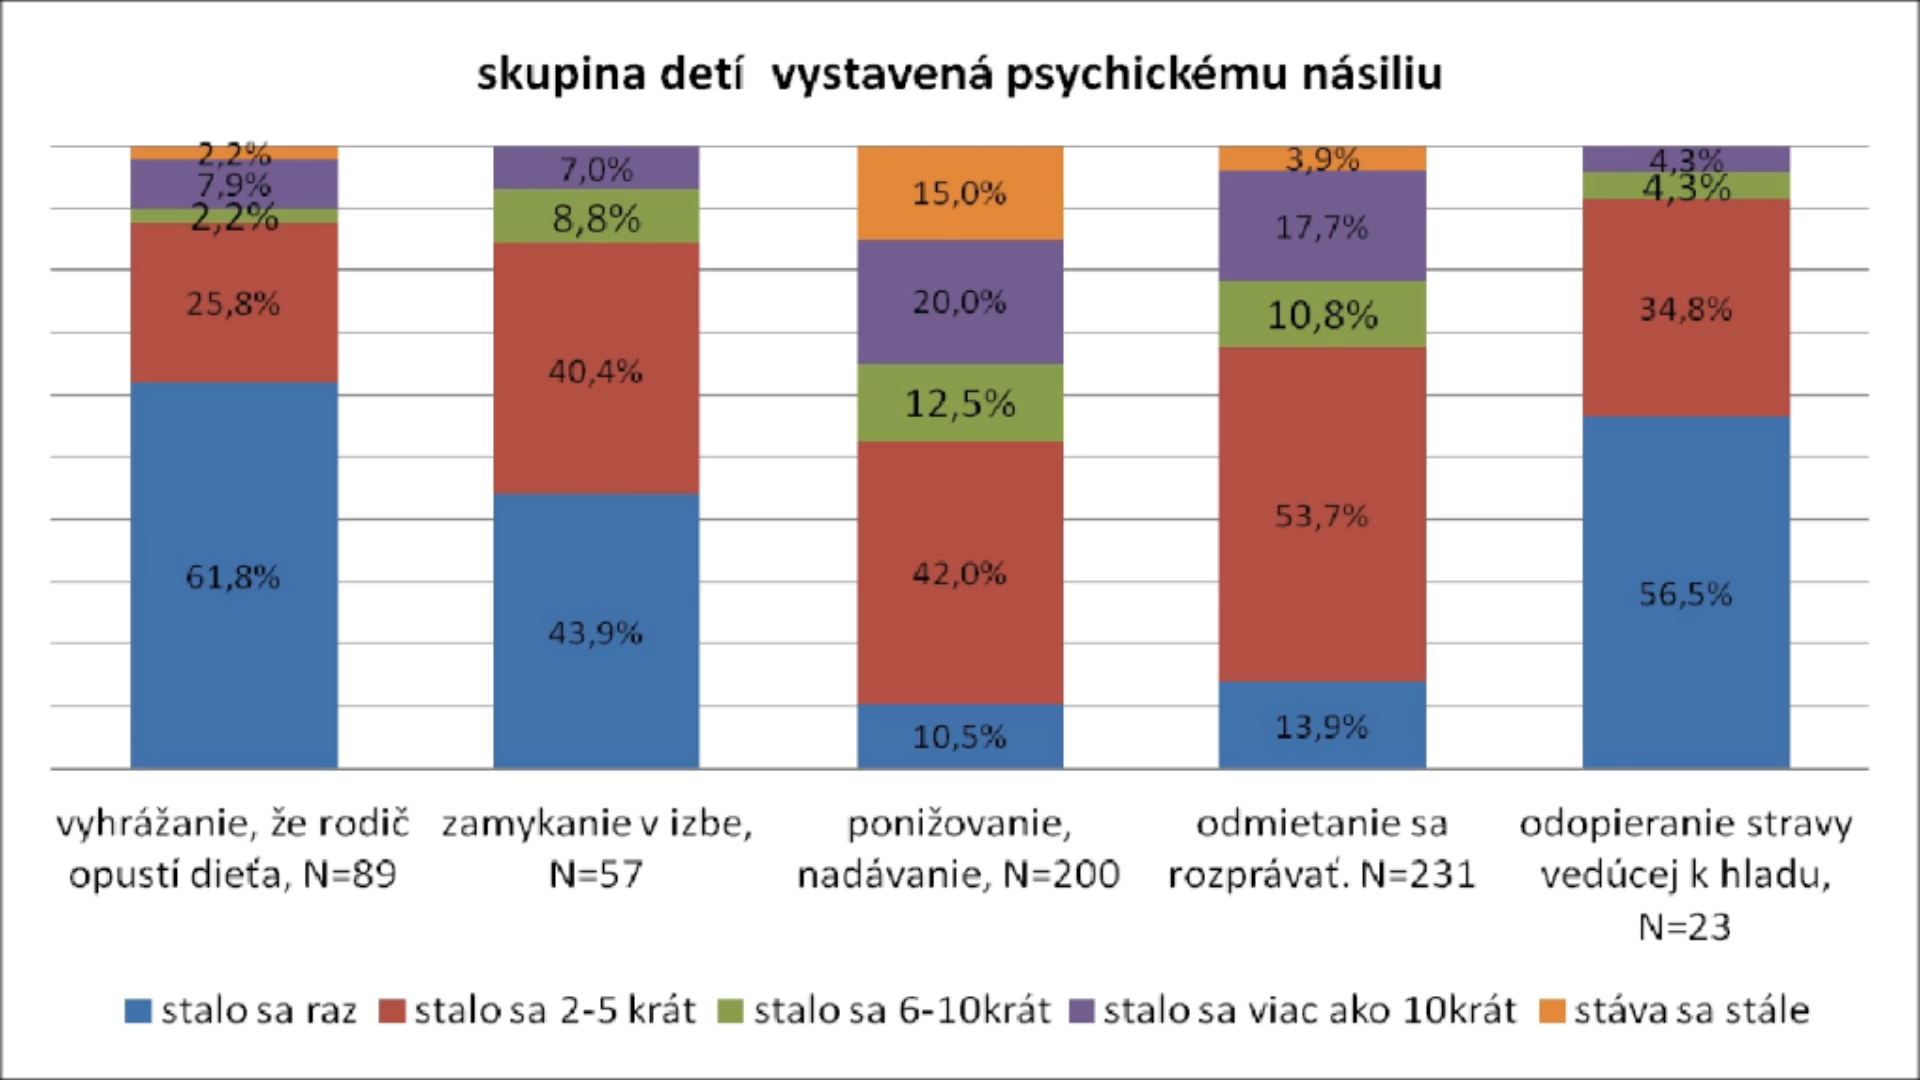 skupina detí vystavená psychickému násiliu
2,2% 7,0% 15,0% 3,9% 4,3%
7,9% 8,8% 20,0% 17,7% 4,3%
2,2% 40,4% 12,5% 10,8% 34,8%
25,8% 43,9% 42,0% 53,7% 56,5%
61,8% 10,5% 13,9%
vyhrážanie, že rodič zamykanie v izbe, ponižovanie, odmietanie sa odopieranie stravy
opustí dieťa, N=89 N=57 nadávanie, N=200 rozprávať. N=231 vedúcej k hladu,
N=23
stalo sa raz stalo sa 2-5 krát stalo sa 6-10krát stalo sa viac ako 10krát stáva sa stále